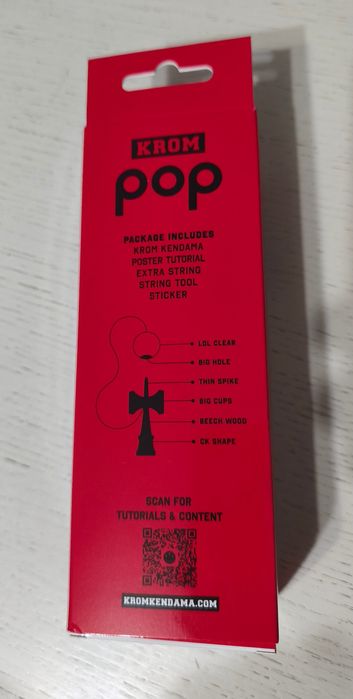 KROM
pop
PACKAGE INCLUDES
KROM KENDAMA
POSTER TUTORIAL
EXTRA STRING
STRING TOOL
STICKER
LOL CLEAR
BIG HOLE
THIN SPIKE
BIG CUPS
BEECH WOOD
CK SHAPE
SCAN FOR
TUTORIALS & CONTENT
KROMKENDAMA.COM